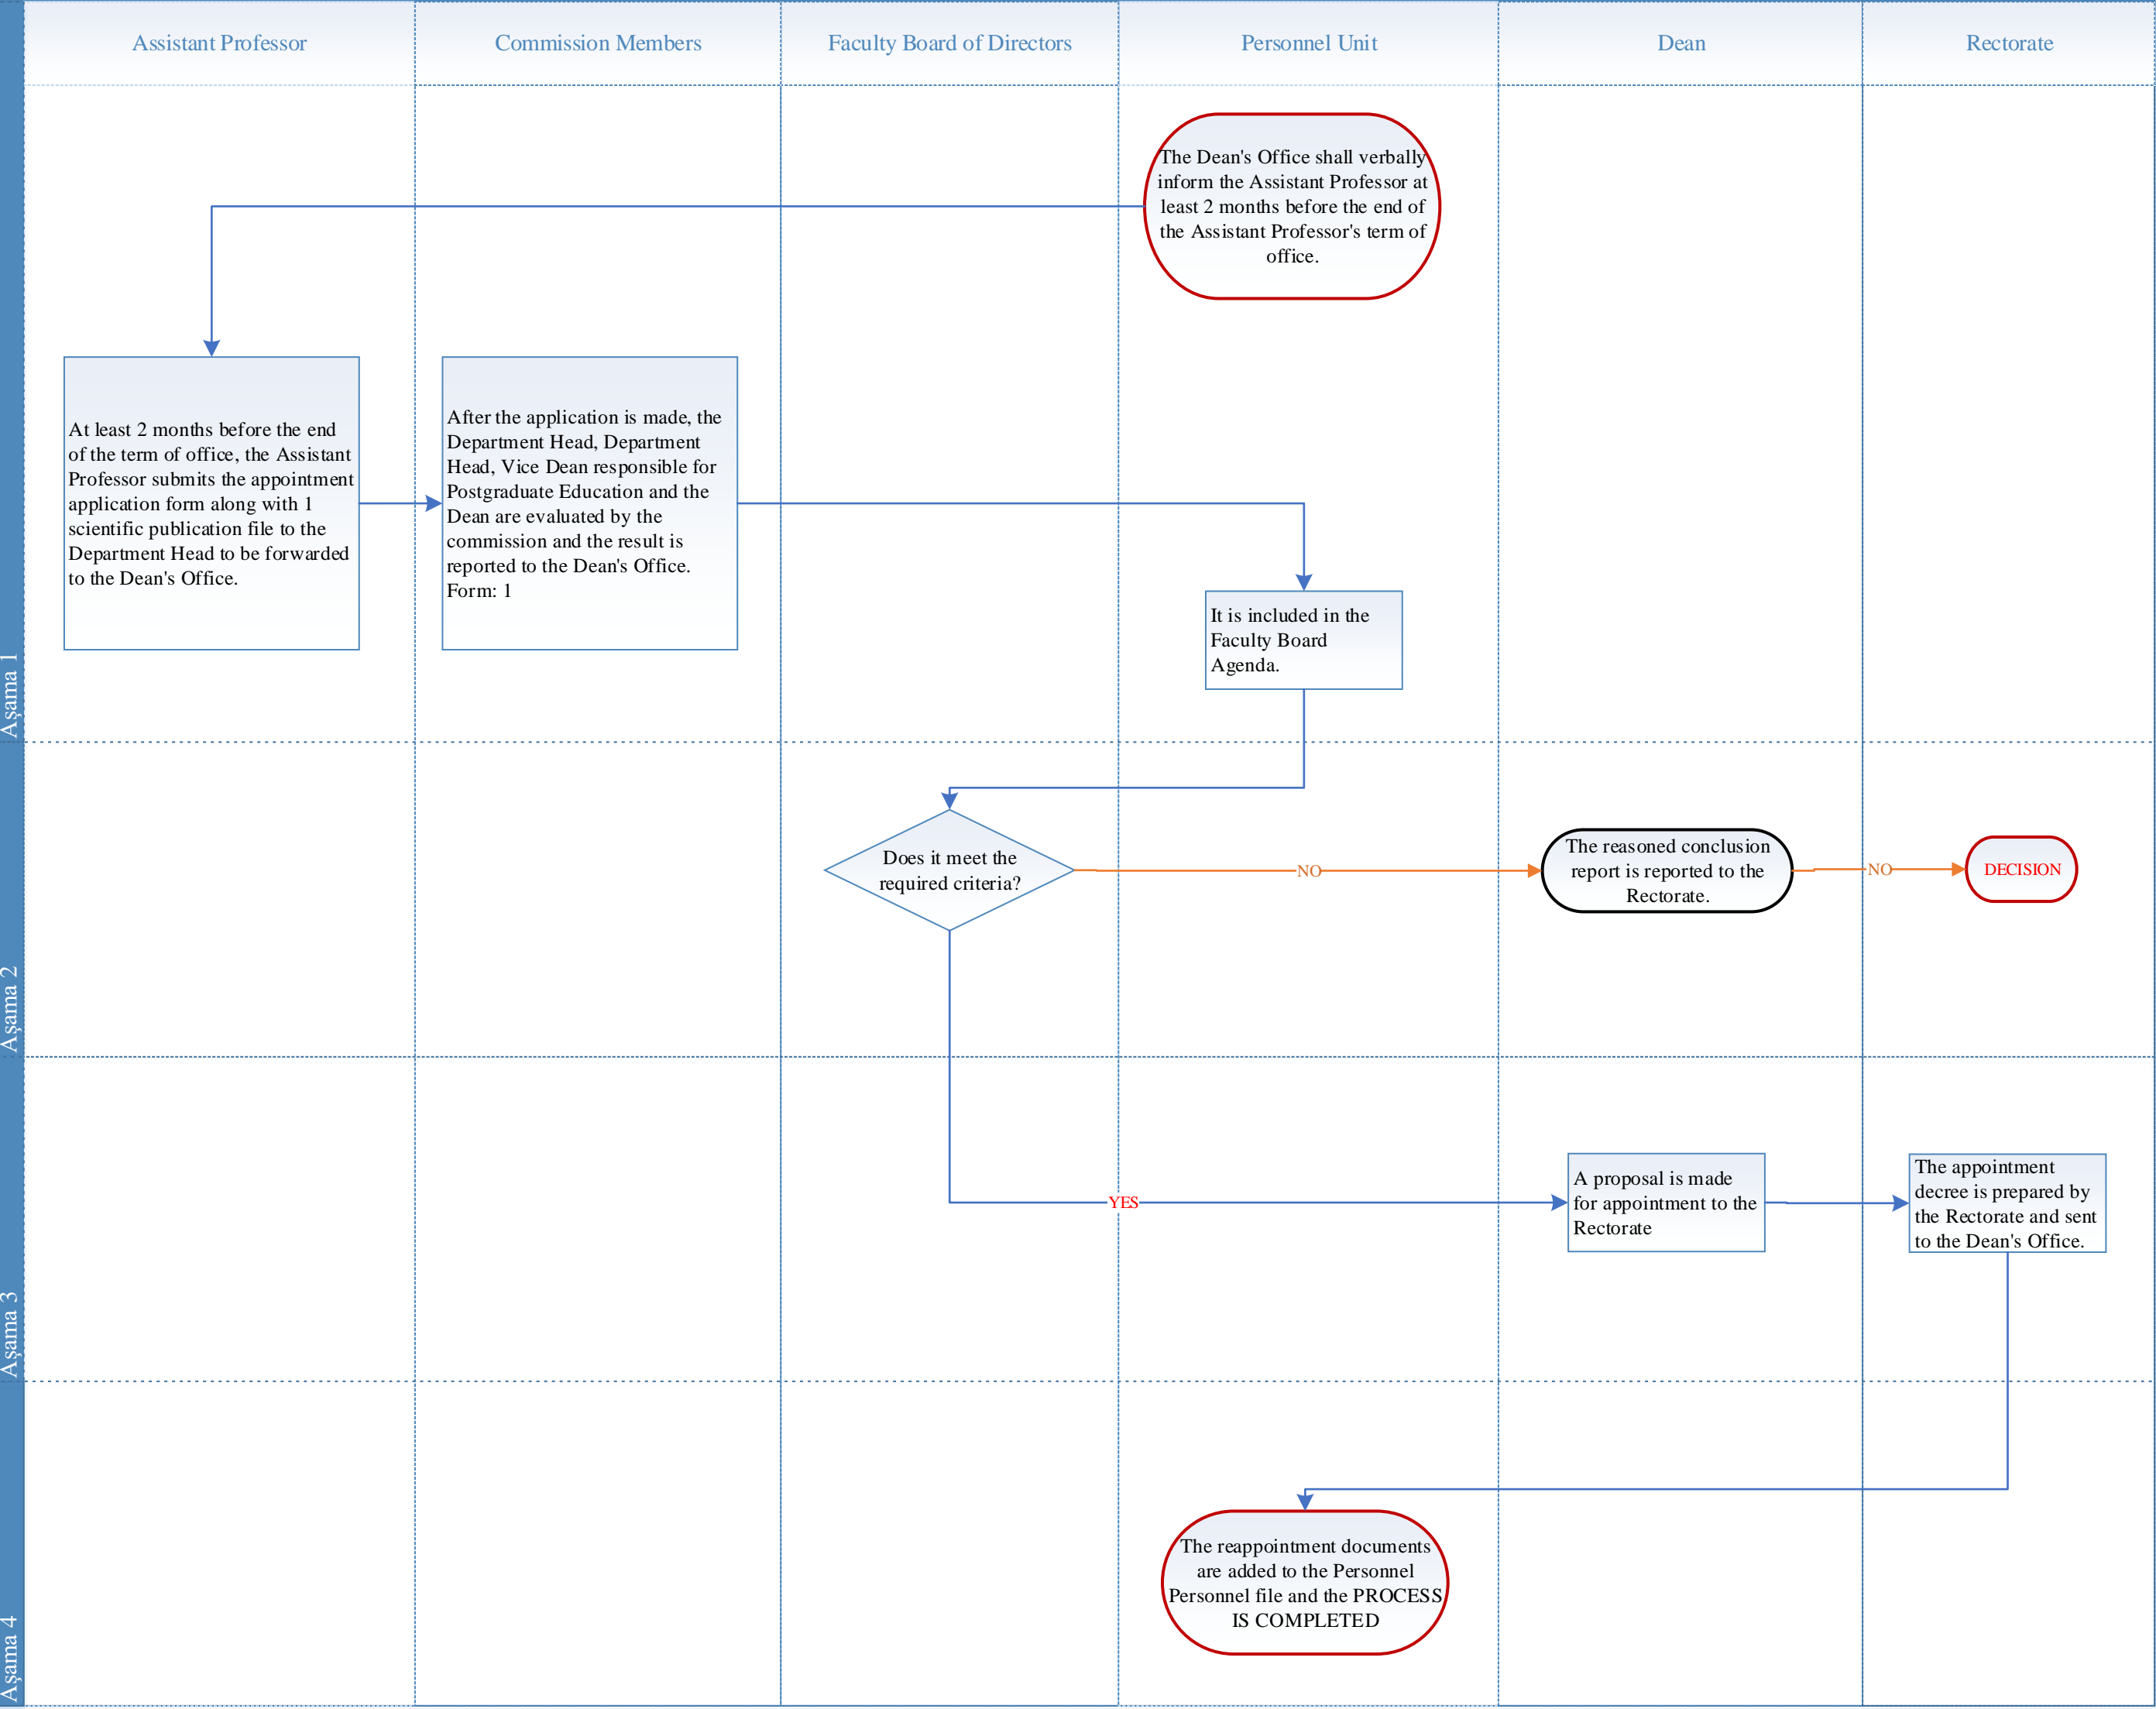 Assistant Professor
Commission Members
Faculty Board of Directors
Personnel Unit
Dean
Rectorate
The Dean's Office shall verbally
inform the Assistant Professor at
least 2 months before the end of
the Assistant Professor's term of
office.
At least 2 months before the end
of the term of office, the Assistant
Professor submits the appointment
application form along with 1
scientific publication file to the
Department Head to be forwarded
to the Dean's Office.
After the application is made, the
Department Head, Department
Head, Vice Dean responsible for
Postgraduate Education and the
Dean are evaluated by the
commission and the result is
reported to the Dean's Office.
Form: 1
It is included in the
Faculty Board
Agenda.
Aşama 1
Does it meet the
required criteria?
NO
The reasoned conclusion
report is reported to the
Rectorate.
NO
DECISION
Aşama 2
YES
A proposal is made
for appointment to the
Rectorate
The appointment
decree is prepared by
the Rectorate and sent
to the Dean's Office.
Aşama 3
The reappointment documents
are added to the Personnel
Personnel file and the PROCESS
IS COMPLETED
Aşama 4